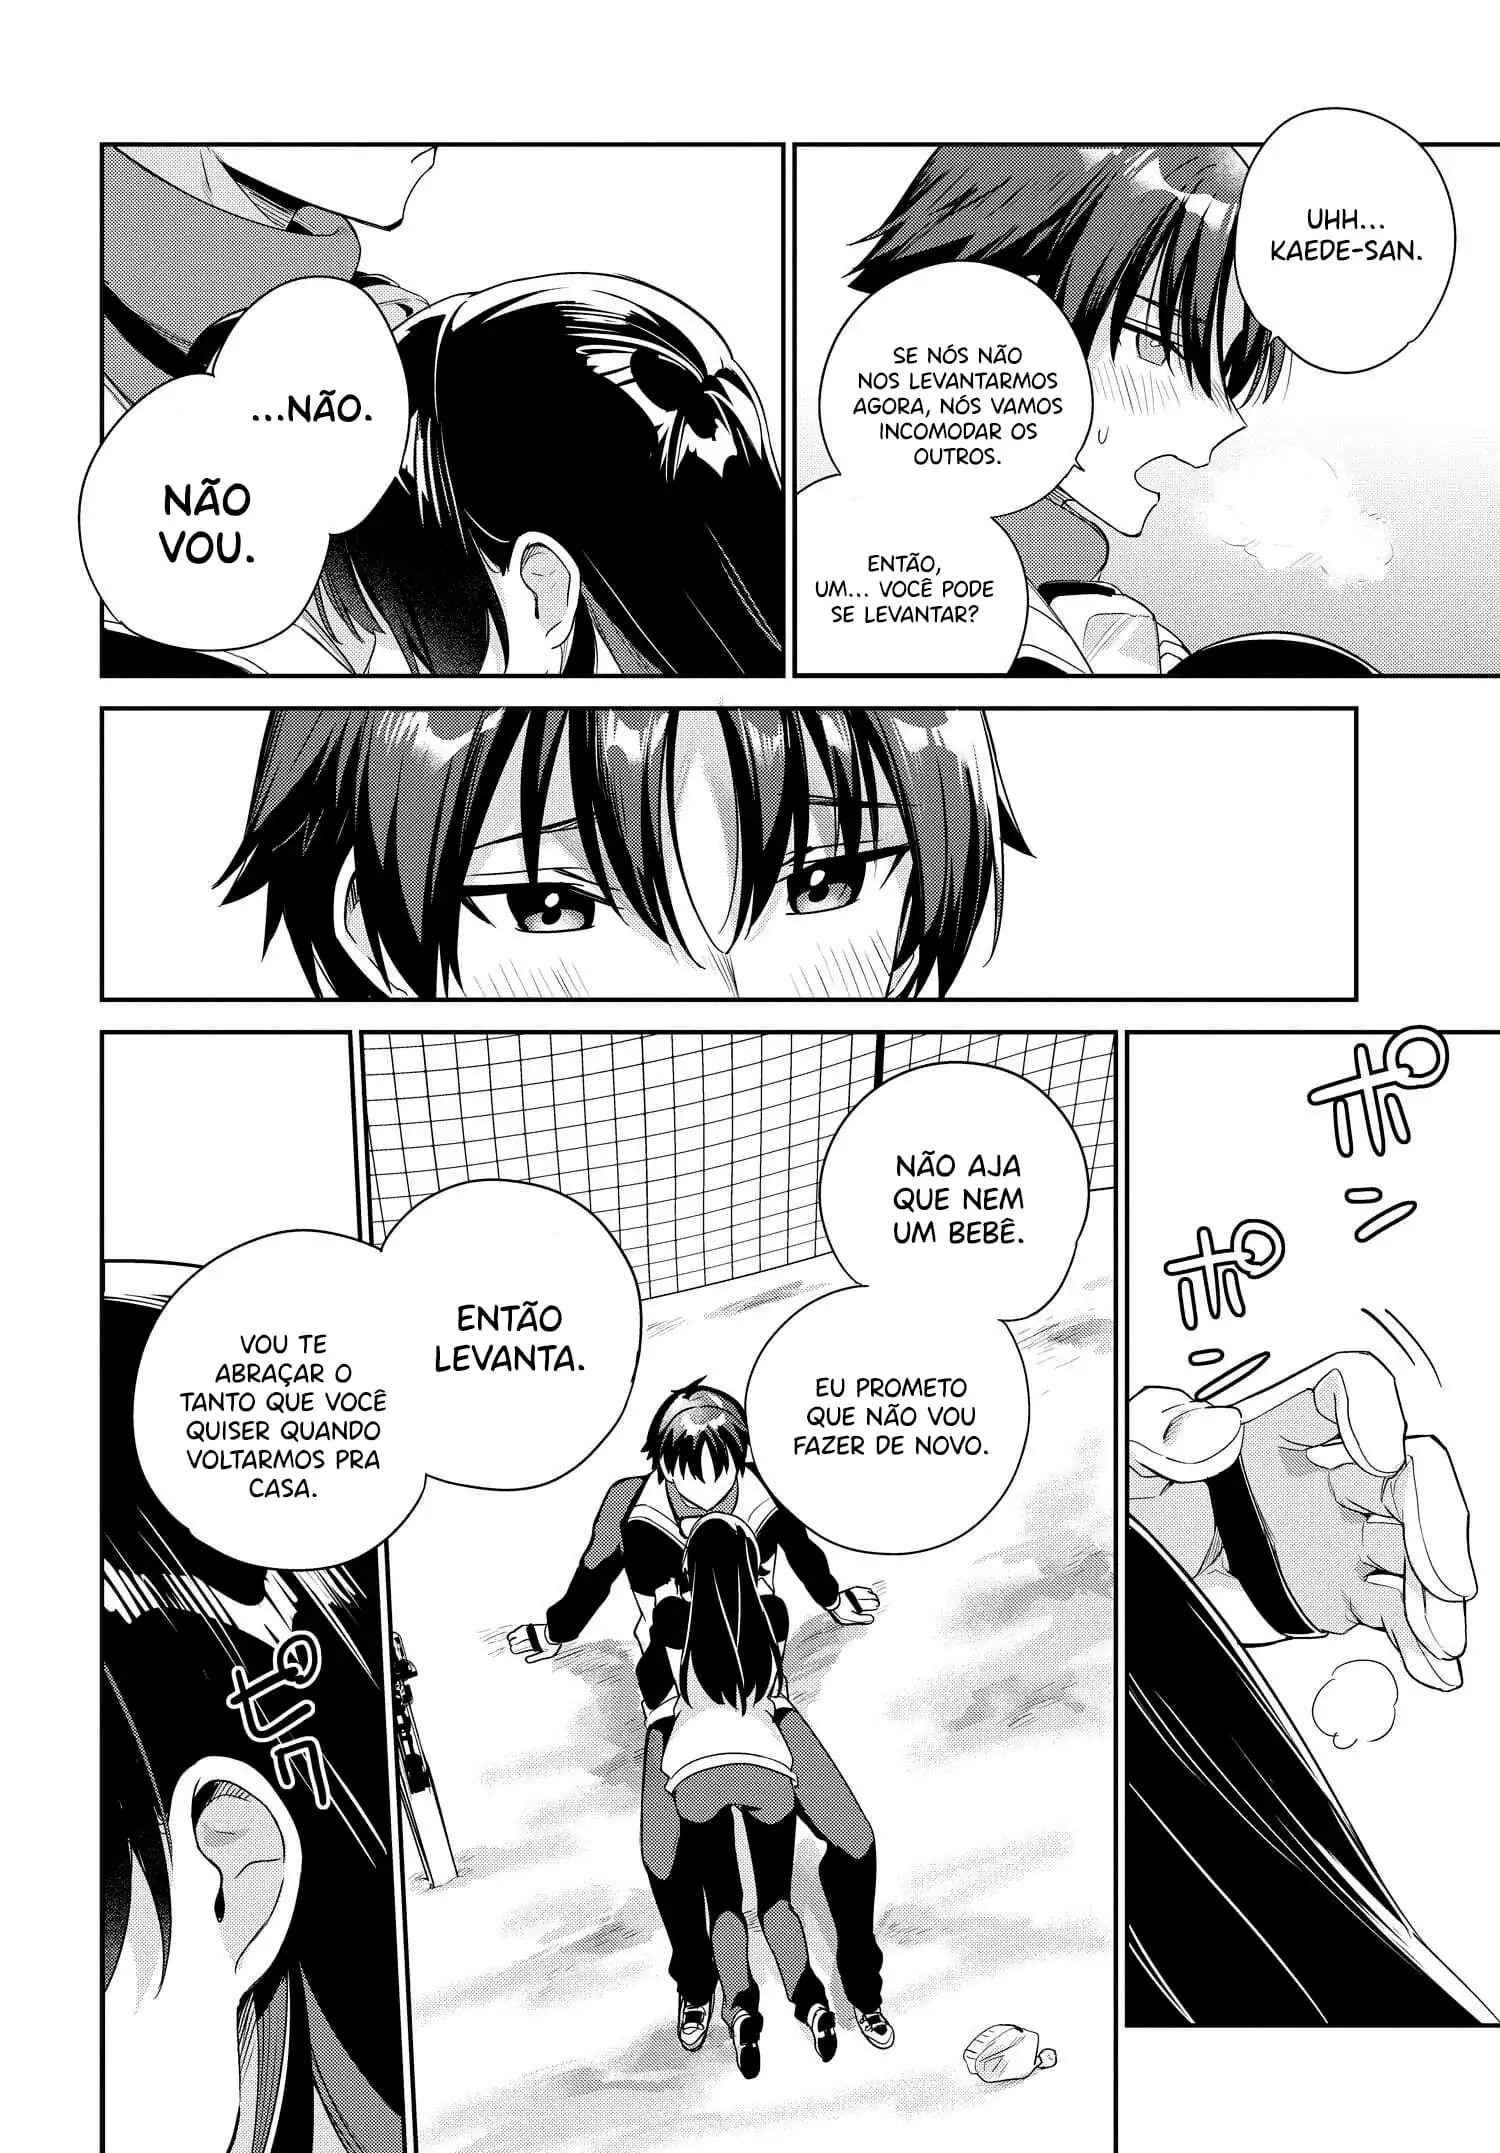 UHH...
KAEDE-SAN.
SE NÓS NÃO
NOS LEVANTARMOS
AGORA, NÓS VAMOS
INCOMODAR OS
OUTROS.
ENTÃO,
UM... VOCÊ PODE
SE LEVANTAR?
...NÃO.
NÃO
VOU.
ポン
ポン
NÃO AJA
QUE NEM
UM BEBÊ.
EU PROMETO
QUE NÃO VOU
FAZER DE NOVO.
ENTÃO
LEVANTA.
VOU TE
ABRAÇAR O
TANTO QUE VOCÊ
QUISER QUANDO
VOLTARMOS PRA
CASA.
ピク